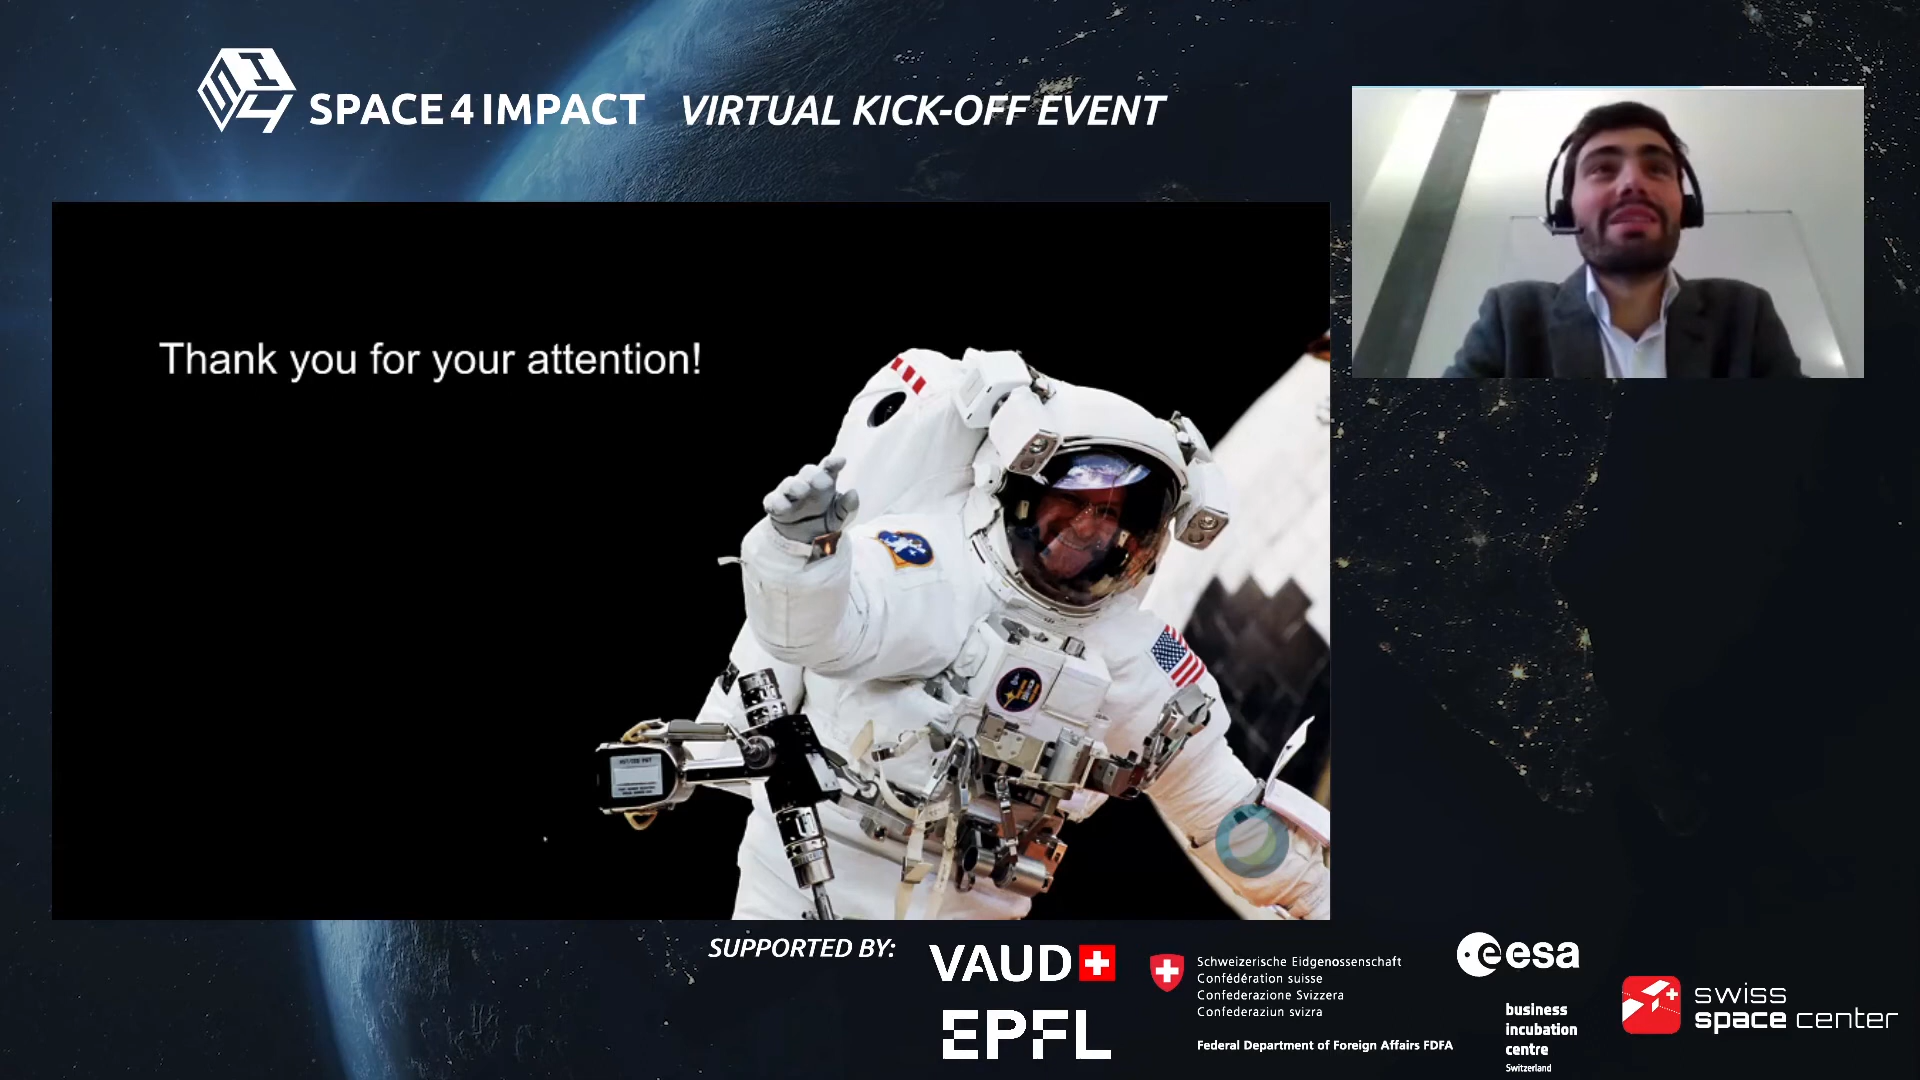 SPACE4IMPACT VIRTUAL KICK-OFF EVENT
Thank you for your attention!
SUPPORTED BY:
VAUD
EPFL
Schweizerische Eidgenossenschaft
Confédération suisse
Confederazione Svizzera
Confederaziun svizra
Federal Department of Foreign Affairs FDFA
esa
business
incubation
centre
Switzerland
swiss
space center